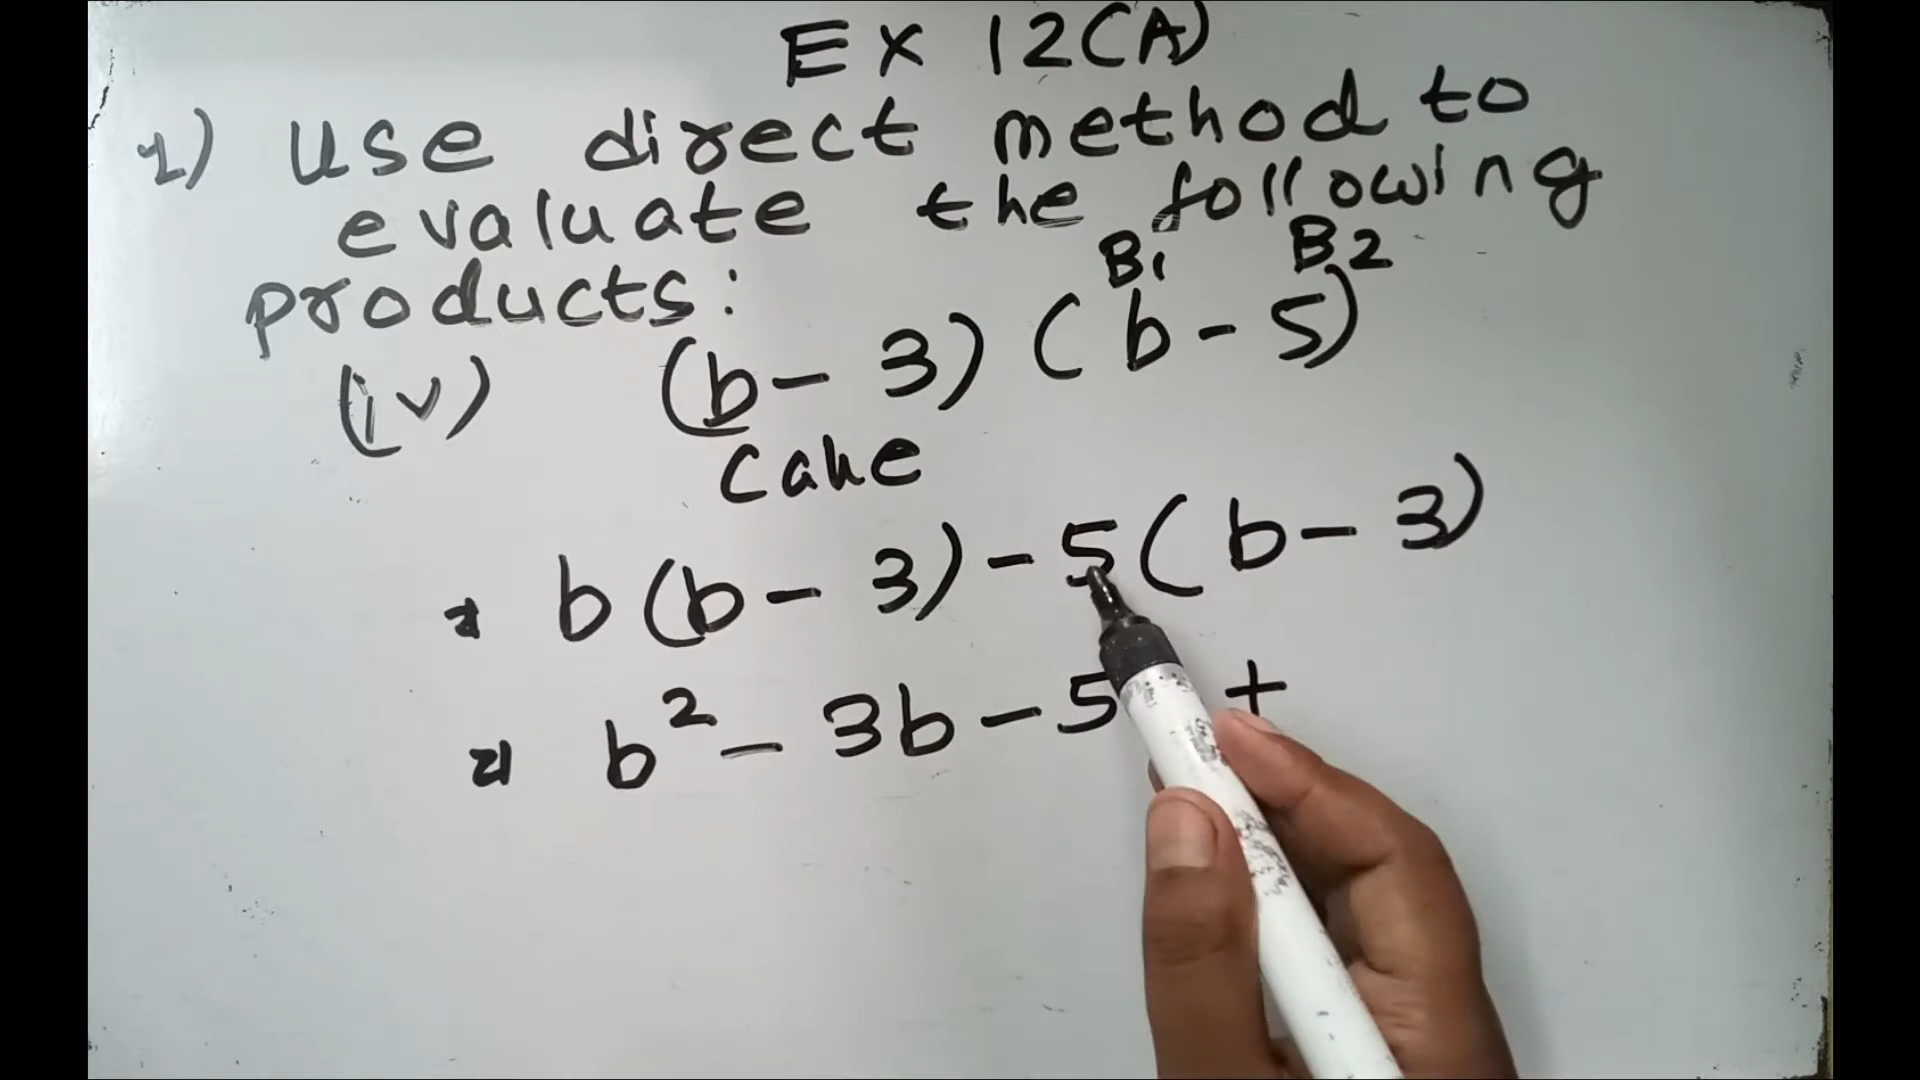 EX 12(A)
1) Use direct method to
evaluate the following
products:
B1 B2
(iv) (b - 3) (b - 5)
Cake
= b(b - 3) - 5(b - 3)
= b² - 3b - 5 +